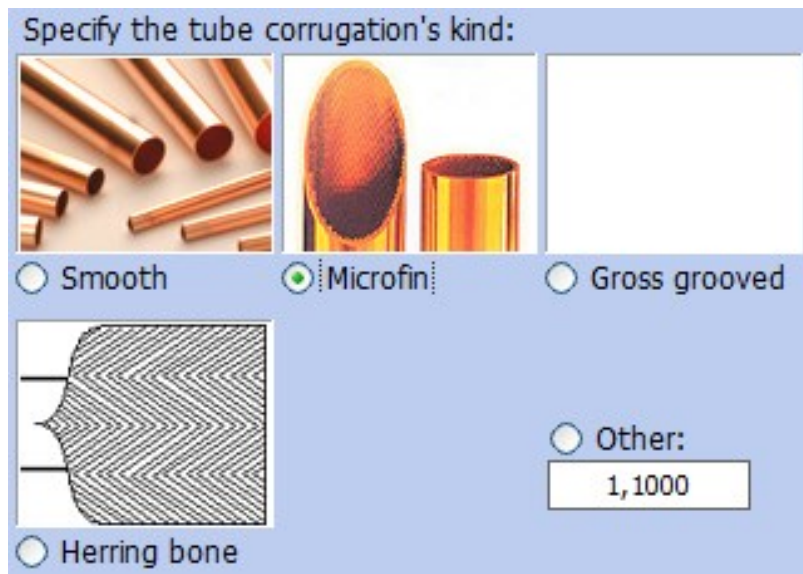 Specify the tube corrugation's kind:
Smooth
Microfin
Gross grooved
Herring bone
Other:
1,1000